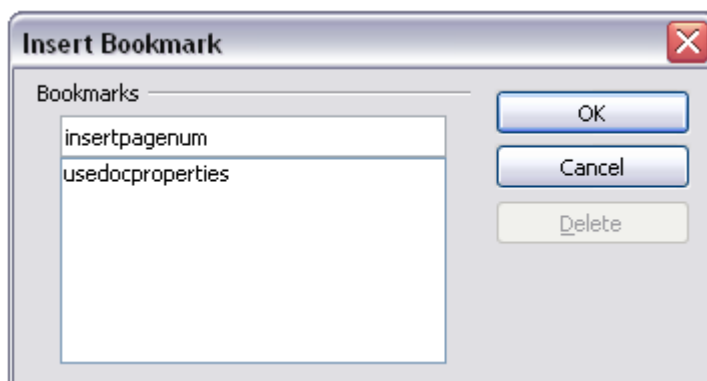 Insert Bookmark
Bookmarks
insertpagenum
usedocproperties
OK
Cancel
Delete